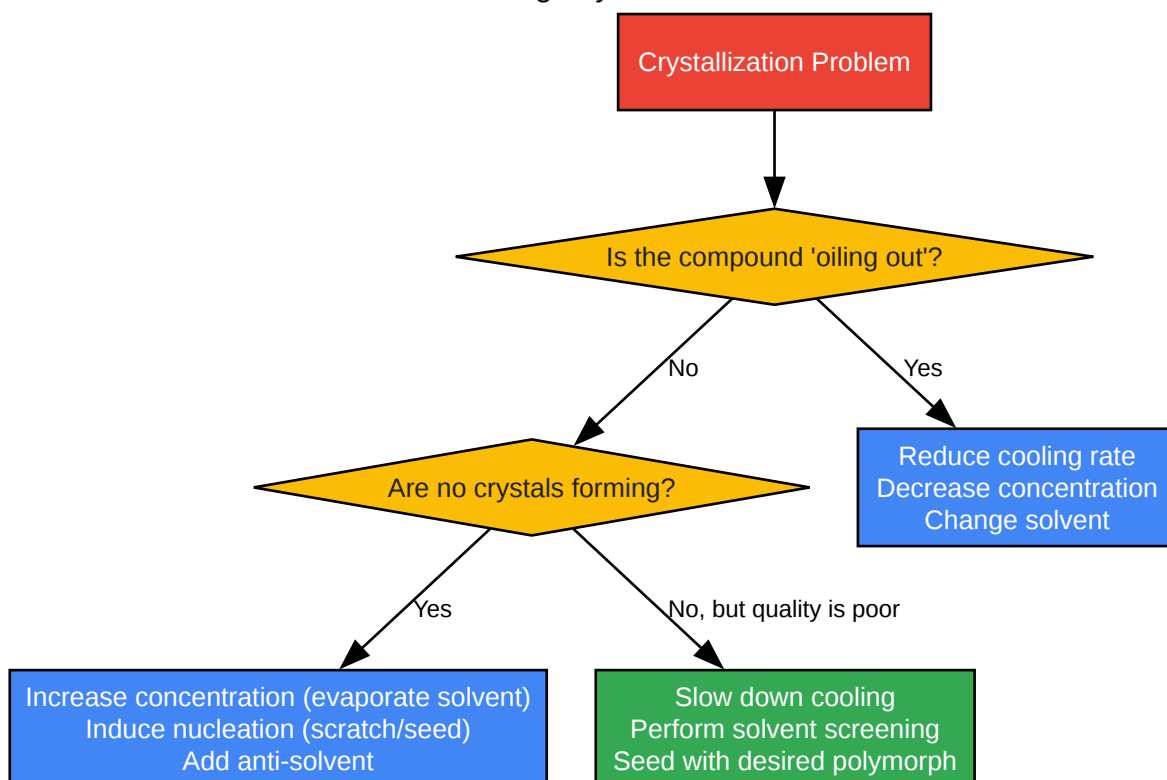 Crystallization Problem
Is the compound 'oiling out'?
No
Yes
Are no crystals forming?
Reduce cooling rate
Decrease concentration
Change solvent
Yes
No, but quality is poor
Increase concentration (evaporate solvent)
Induce nucleation (scratch/seed)
Add anti-solvent
Slow down cooling
Perform solvent screening
Seed with desired polymorph